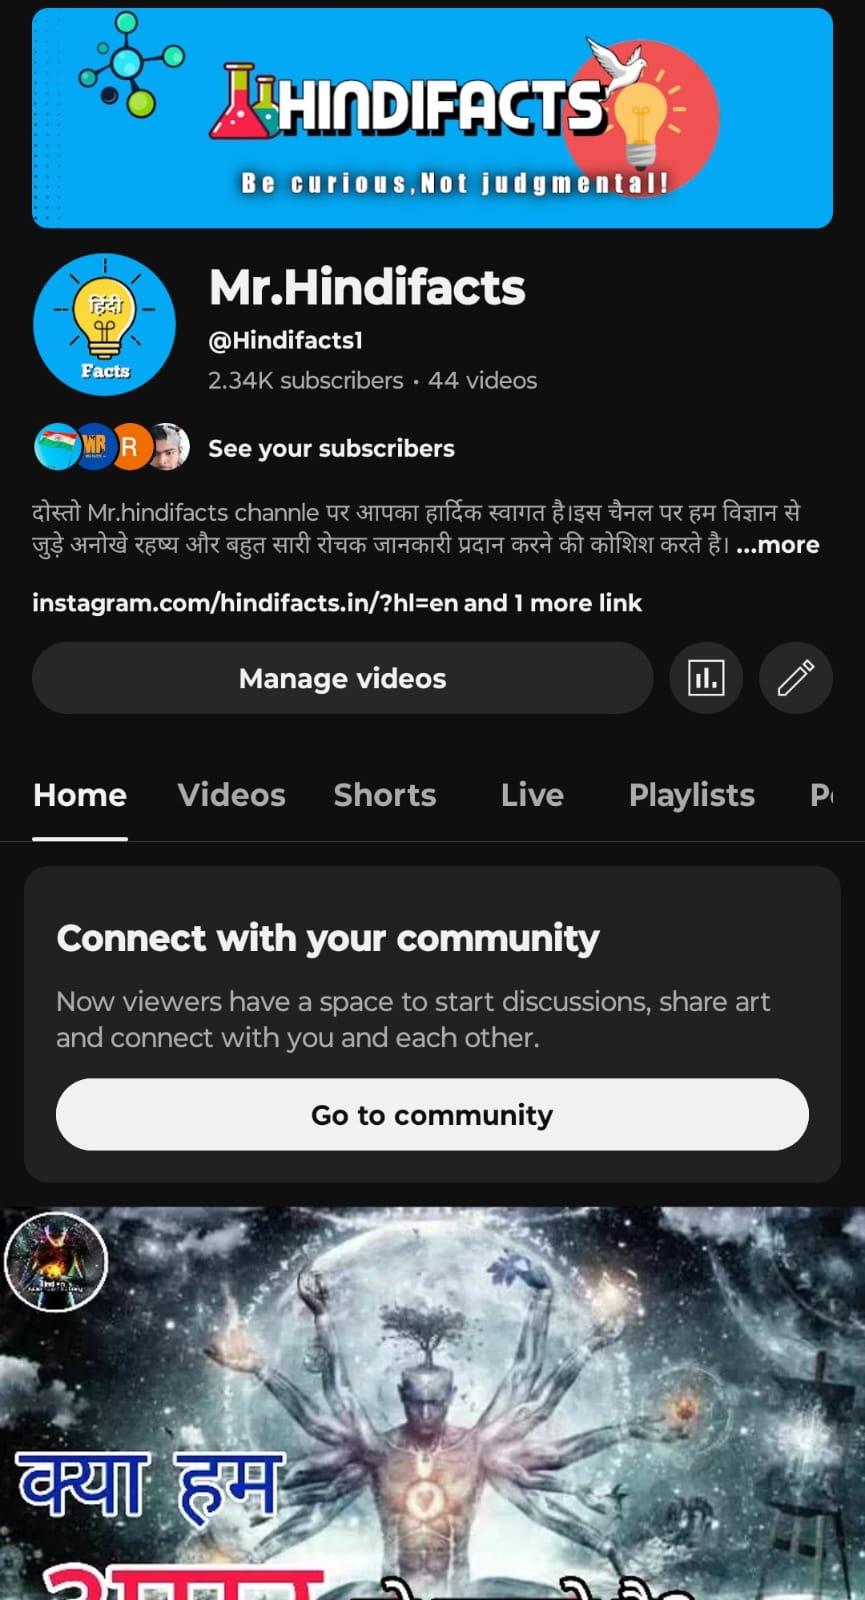 HINDIFACTS
Be curious,Not judgmental!
हिंदी
Facts
Mr.Hindifacts
@Hindifacts1
2.34K subscribers • 44 videos
WR
R
See your subscribers
दोस्तो Mr.hindifacts channle पर आपका हार्दिक स्वागत है।इस चैनल पर हम विज्ञान से
जुड़े अनोखे रहष्य और बहुत सारी रोचक जानकारी प्रदान करने की कोशिश करते है। ...more
instagram.com/hindifacts.in/?hl=en and 1 more link
Manage videos
Home Videos Shorts Live Playlists
Connect with your community
Now viewers have a space to start discussions, share art
and connect with you and each other.
Go to community
क्या हम